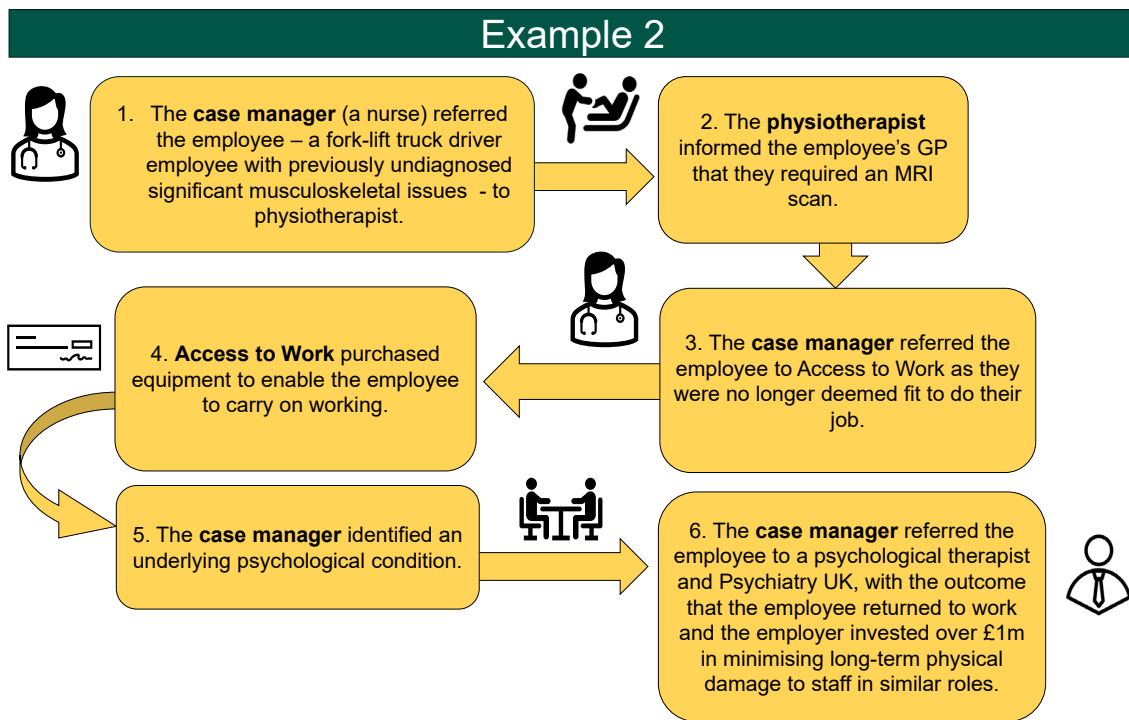 Example 2
1. The case manager (a nurse) referred
the employee – a fork-lift truck driver
employee with previously undiagnosed
significant musculoskeletal issues - to
physiotherapist.
2. The physiotherapist
informed the employee's GP
that they required an MRI
scan.
3. The case manager referred the
employee to Access to Work as they
were no longer deemed fit to do their
job.
4. Access to Work purchased
equipment to enable the employee
to carry on working.
5. The case manager identified an
underlying psychological condition.
6. The case manager referred the
employee to a psychological therapist
and Psychiatry UK, with the outcome
that the employee returned to work
and the employer invested over £1m
in minimising long-term physical
damage to staff in similar roles.